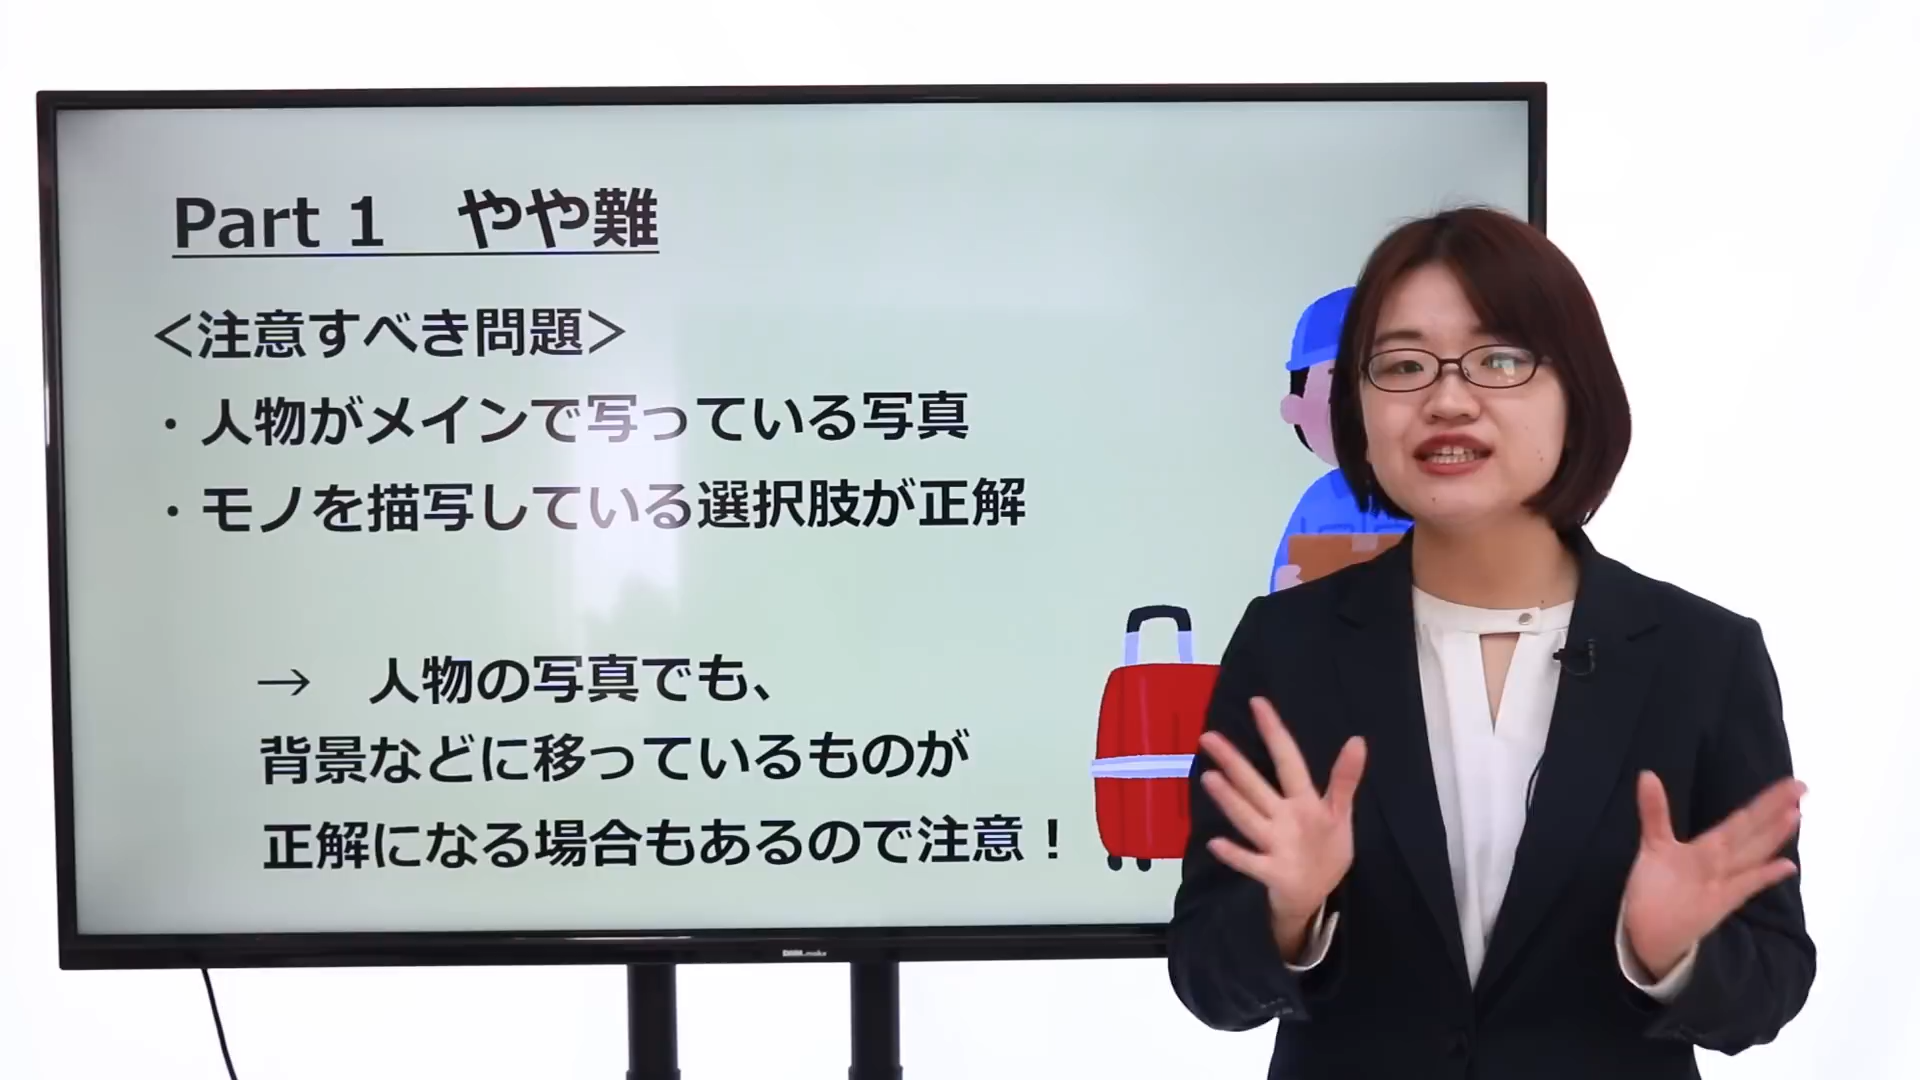 Part 1　やや難
＜注意すべき問題＞
・人物がメインで写っている写真
・モノを描写している選択肢が正解
→　人物の写真でも、
背景などに移っているものが
正解になる場合もあるので注意！